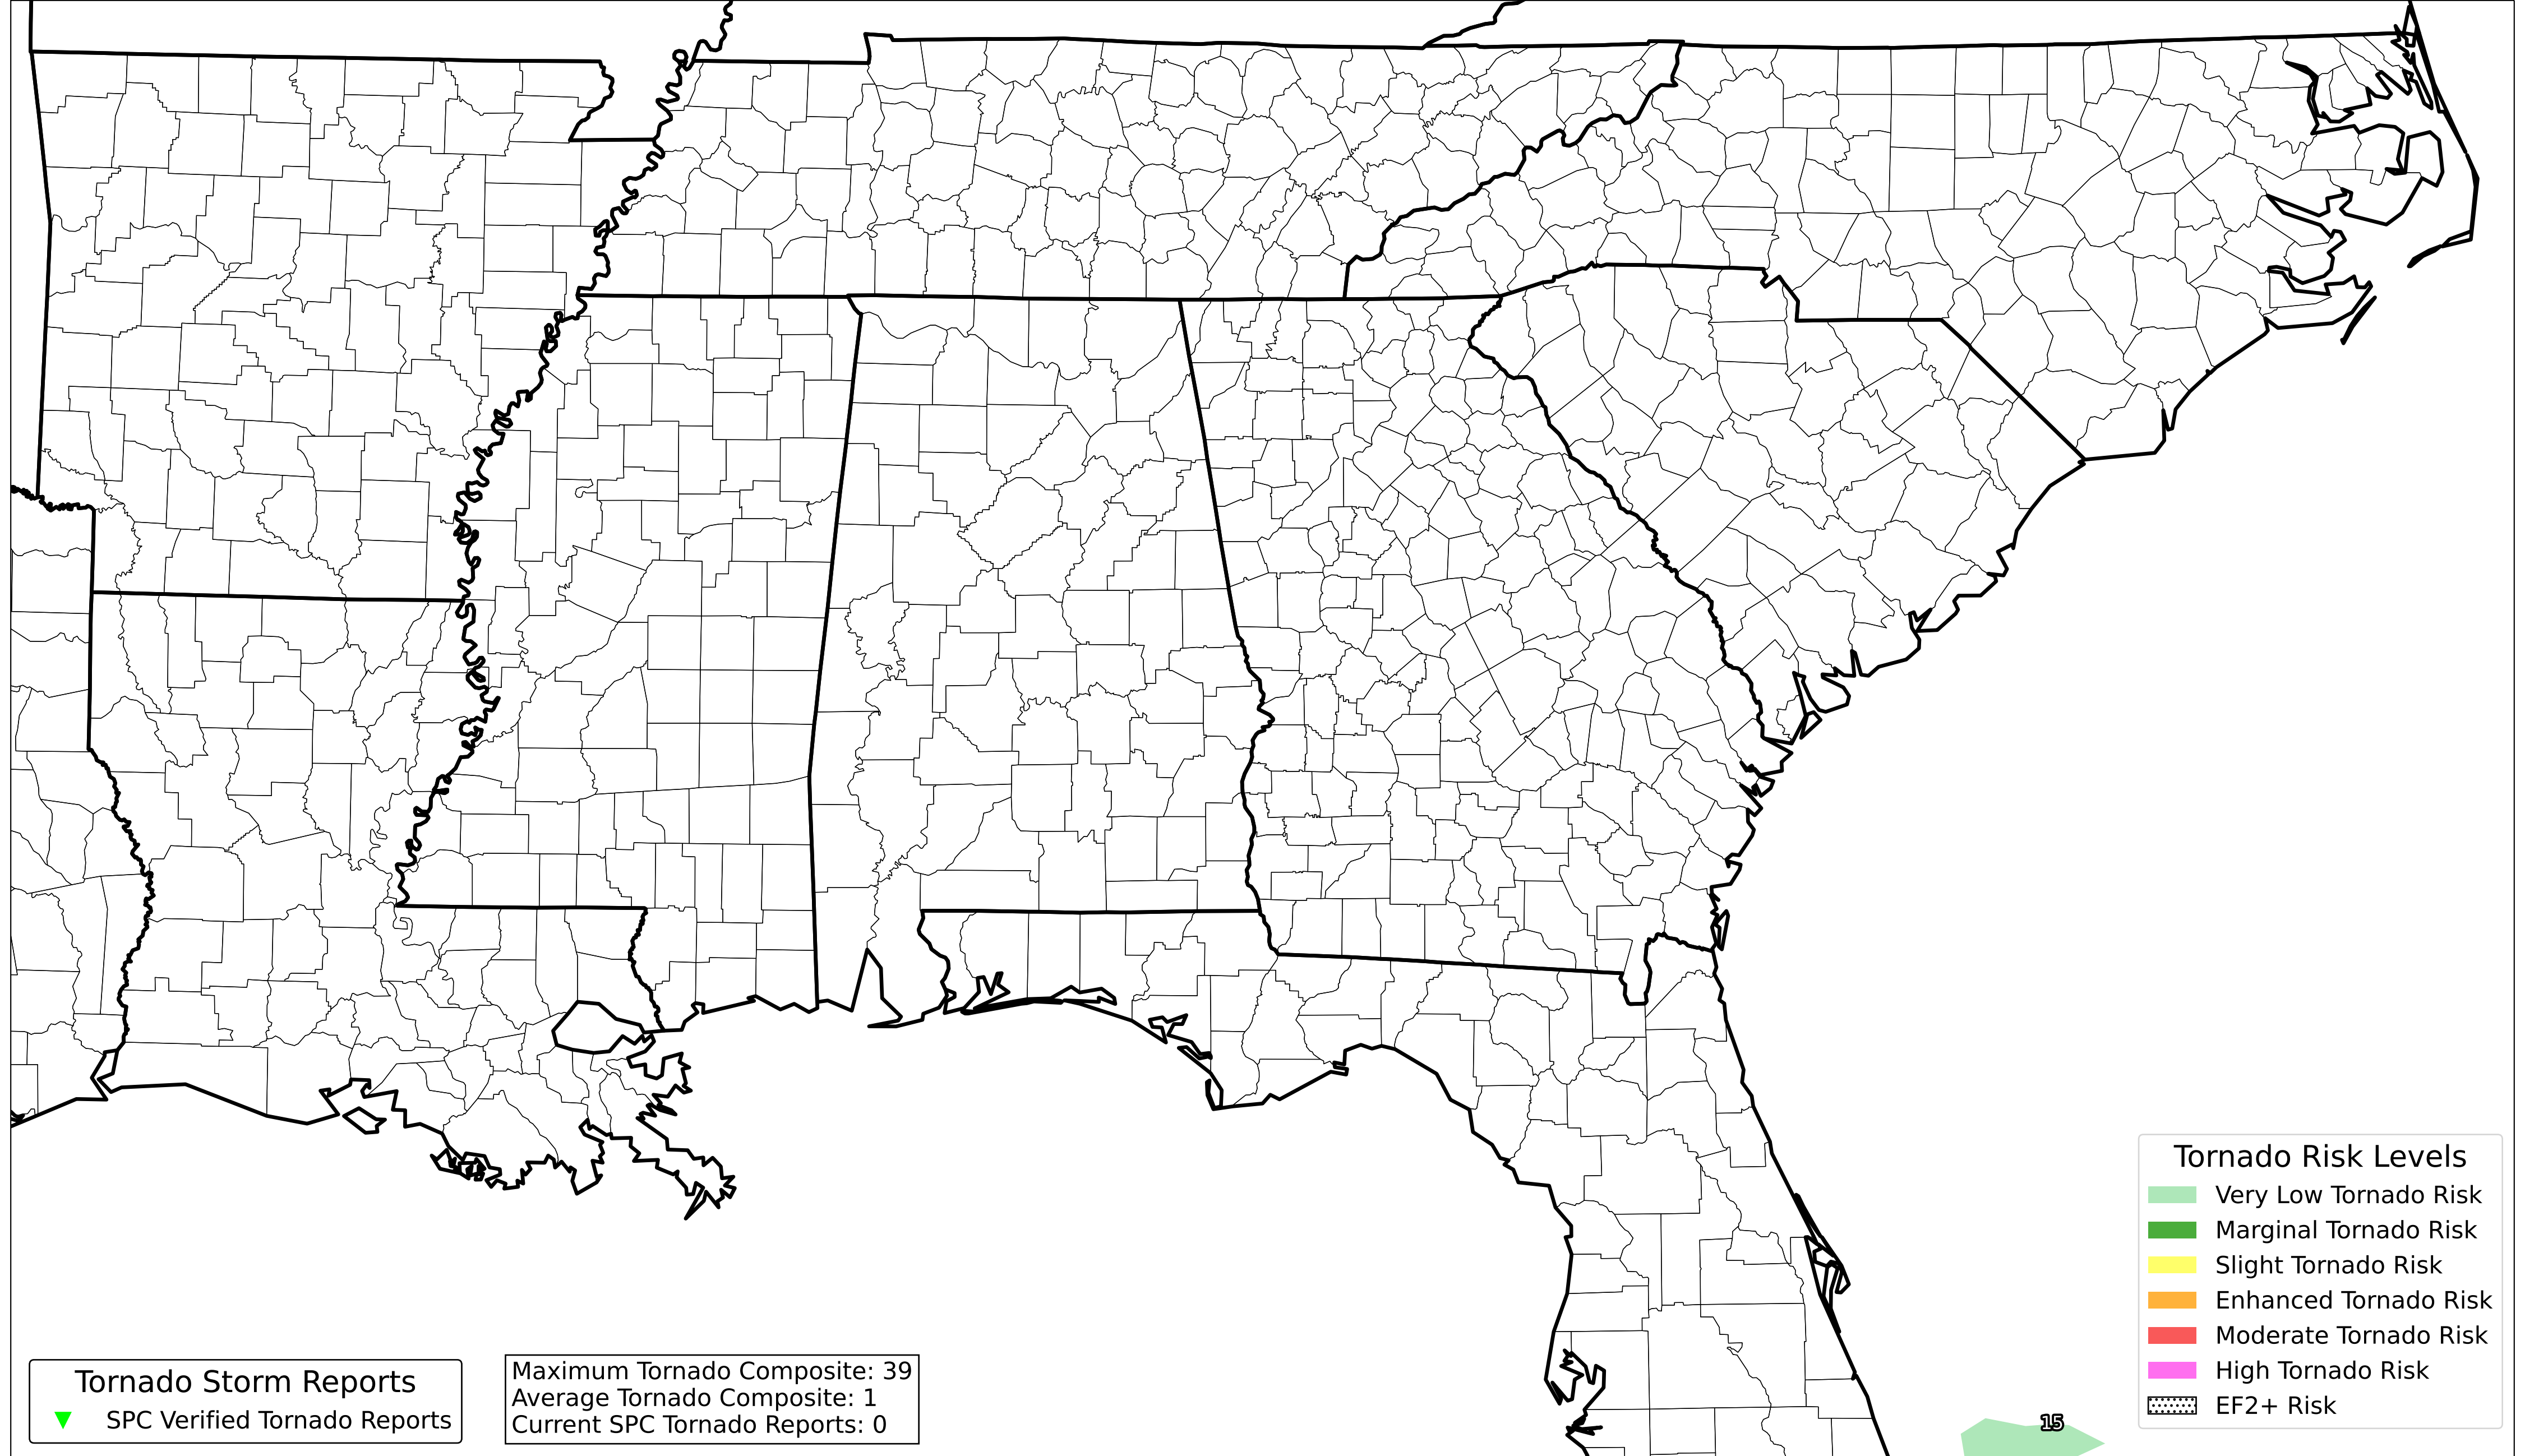 Tornado Risk Levels
Very Low Tornado Risk
Marginal Tornado Risk
Slight Tornado Risk
Enhanced Tornado Risk
Moderate Tornado Risk
High Tornado Risk
EF2+ Risk
Tornado Storm Reports
SPC Verified Tornado Reports
Maximum Tornado Composite: 39
Average Tornado Composite: 1
Current SPC Tornado Reports: 0
15